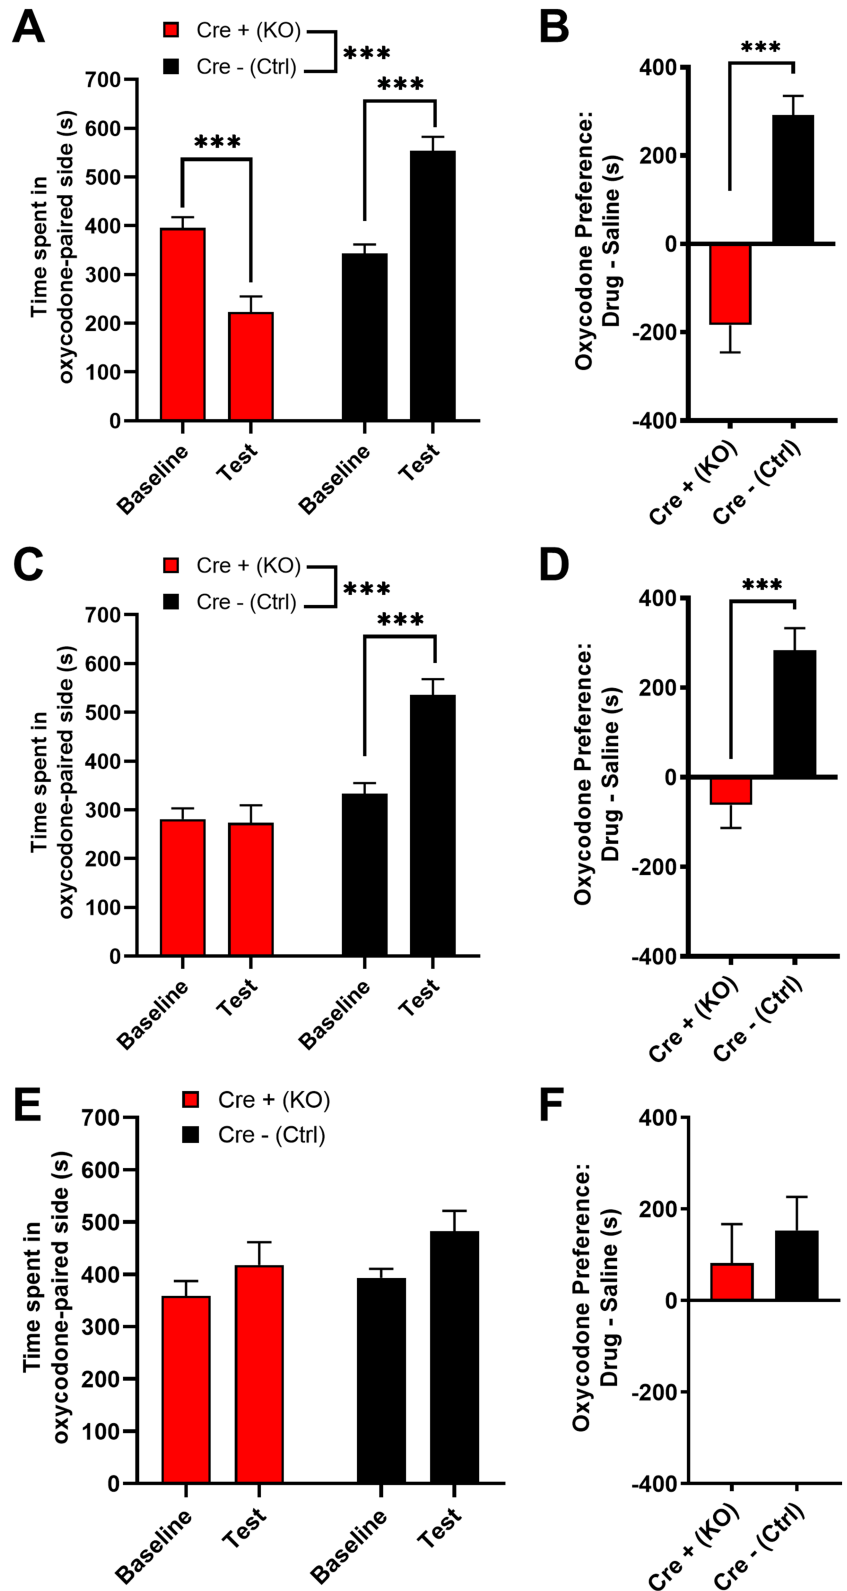 A
Cre + (KO)
Cre - (Ctrl)
***
***
***
Time spent in
oxycodone-paired side (s)
700
600
500
400
300
200
100
0
Baseline
Test
Baseline
Test
B
***
Oxycodone Preference:
Drug - Saline (s)
400
200
0
-200
-400
Cre + (KO)
Cre - (Ctrl)
C
Cre + (KO)
Cre - (Ctrl)
***
***
Time spent in
oxycodone-paired side (s)
700
600
500
400
300
200
100
0
Baseline
Test
Baseline
Test
D
***
Oxycodone Preference:
Drug - Saline (s)
400
200
0
-200
-400
Cre + (KO)
Cre - (Ctrl)
E
Cre + (KO)
Cre - (Ctrl)
Time spent in
oxycodone-paired side (s)
700
600
500
400
300
200
100
0
Baseline
Test
Baseline
Test
F
Oxycodone Preference:
Drug - Saline (s)
400
200
0
-200
-400
Cre + (KO)
Cre - (Ctrl)